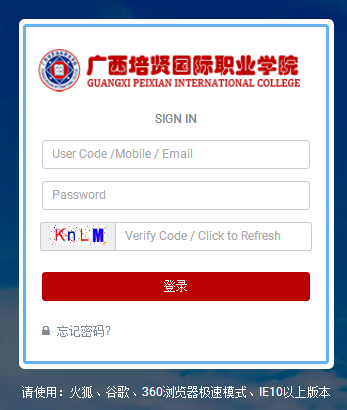 广西培贤国际职业学院
GUANGXI PEIXIAN INTERNATIONAL COLLEGE
SIGN IN
User Code /Mobile / Email
Password
KnLM Verify Code / Click to Refresh
登录
忘记密码?
请使用：火狐、谷歌、360浏览器极速模式、IE10以上版本